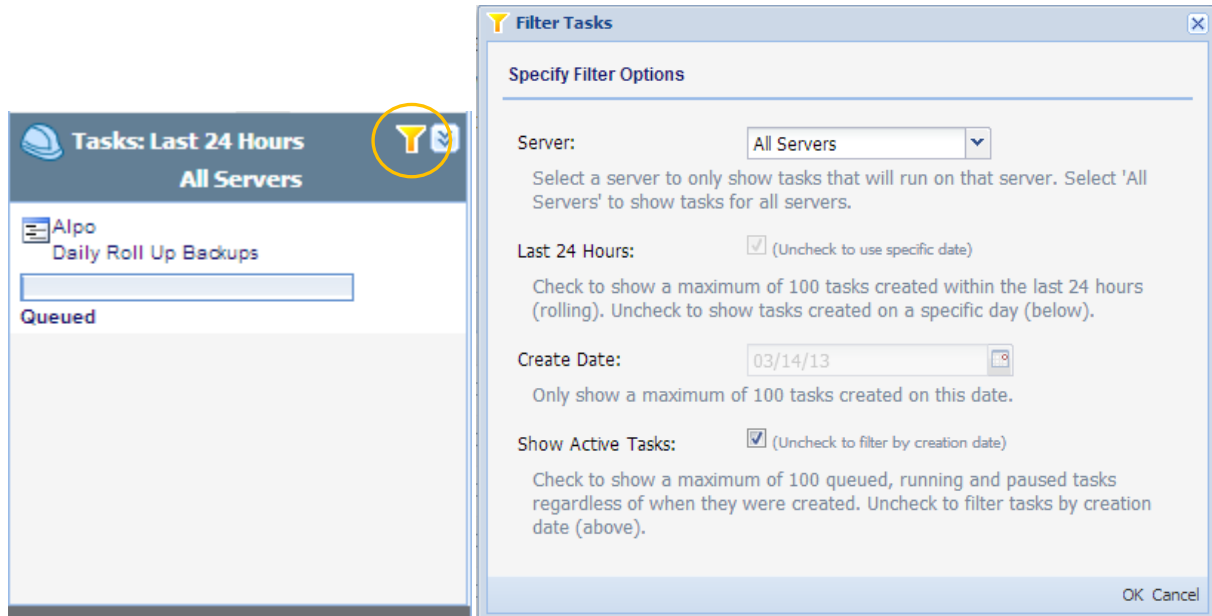 Tasks: Last 24 Hours
All Servers
Alpo
Daily Roll Up Backups
Queued
Filter Tasks
Specify Filter Options
Server:
All Servers
Select a server to only show tasks that will run on that server. Select 'All
Servers' to show tasks for all servers.
Last 24 Hours:
(Uncheck to use specific date)
Check to show a maximum of 100 tasks created within the last 24 hours
(rolling). Uncheck to show tasks created on a specific day (below).
Create Date:
03/14/13
Only show a maximum of 100 tasks created on this date.
Show Active Tasks:
(Uncheck to filter by creation date)
Check to show a maximum of 100 queued, running and paused tasks
regardless of when they were created. Uncheck to filter tasks by creation
date (above).
OK Cancel